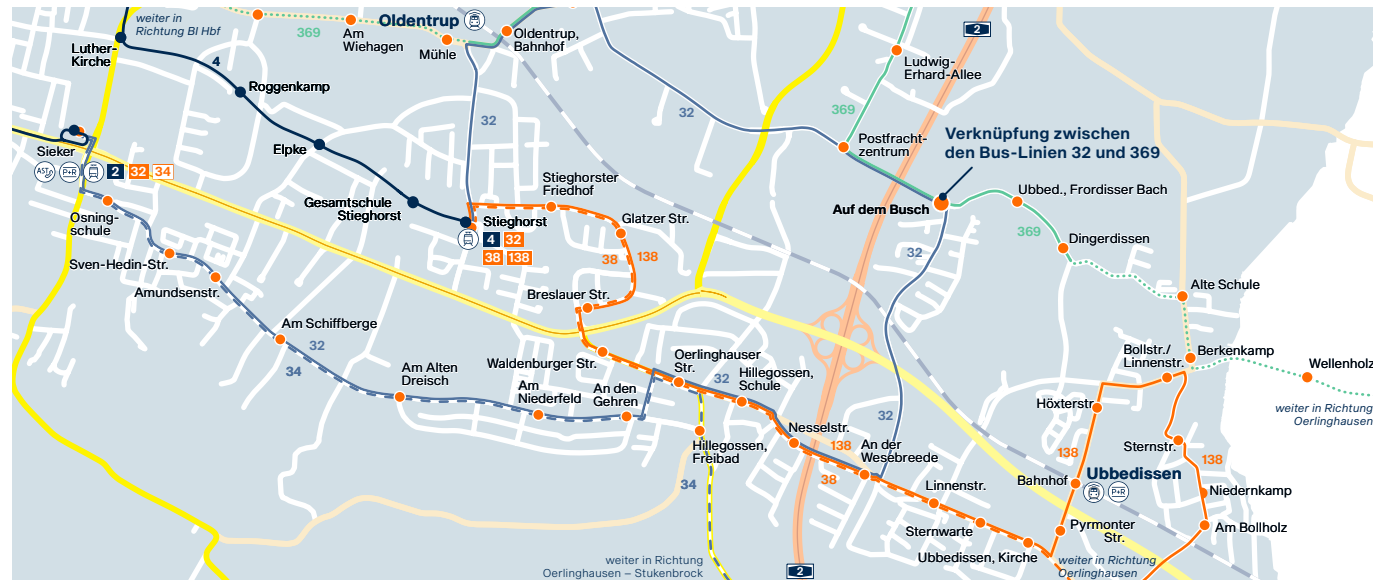 weiter in
Richtung BI Hbf
Luther-
Kirche
4
369
Am
Wiehagen
Oldentrup
Mühle
Oldentrup,
Bahnhof
32
32
2
Ludwig-
Erhard-Allee
369
Postfracht-
zentrum
Verknüpfung zwischen
den Bus-Linien 32 und 369
Roggenkamp
Elpke
Sieker
AST
P+R
2
32
34
Osning-
schule
Gesamtschule
Stieghorst
Stieghorst
4
32
38
138
Stieghorster
Friedhof
Glatzer Str.
38
138
Auf dem Busch
Ubbed., Frordisser Bach
369
Dingerdissen
32
Alte Schule
Sven-Hedin-Str.
Amundsenstr.
Breslauer Str.
Am Schiffberge
32
34
Waldenburger Str.
Oerlinghauser
Str.
32
Hillegossen,
Schule
Bollstr./
Linnenstr.
Berkenkamp
Wellenholz
weiter in Richtung
Oerlinghausen
Am Alten
Dreisch
Am
Niederfeld
An den
Gehren
Höxterstr.
32
Nesselstr.
138
38
An der
Wesebreede
Hillegossen,
Freibad
34
Sternstr.
138
138
Bahnhof
Ubbedissen
P+R
Niedernkamp
Linnenstr.
Sternwarte
Pyrmonter
Str.
Am Bollholz
Ubbedissen, Kirche
weiter in Richtung
Oerlinghausen
weiter in Richtung
Oerlinghausen – Stukenbrock
2